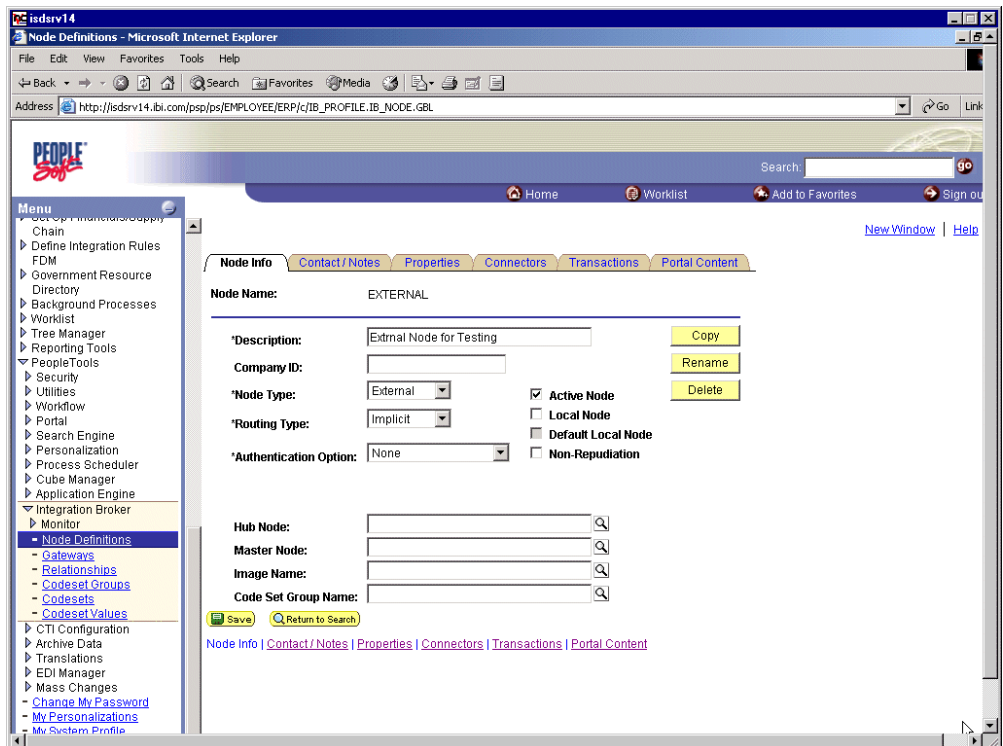 isdsrv14
Node Definitions - Microsoft Internet Explorer
File Edit View Favorites Tools Help
Back Search Favorites Media
Address http://isdsrv14.ibi.com/psp/ps/EMPLOYEE/ERP/c/IB_PROFILE.IB_NODE.GBL Go Link
PEOPLE
Soft
Search: go
Home Worklist Add to Favorites Sign ou
Menu
Set Up Financials/Supply
Chain
Define Integration Rules
FDM
Government Resource
Directory
Background Processes
Worklist
Tree Manager
Reporting Tools
PeopleTools
Security
Utilities
Workflow
Portal
Search Engine
Personalization
Process Scheduler
Cube Manager
Application Engine
Integration Broker
Monitor
Node Definitions
Gateways
Relationships
Codeset Groups
Codesets
Codeset Values
CTI Configuration
Archive Data
Translations
EDI Manager
Mass Changes
Change My Password
My Personalizations
My System Profile
New Window | Help
Node Info Contact / Notes Properties Connectors Transactions Portal Content
Node Name: EXTERNAL
*Description: Extrnal Node for Testing Copy
Company ID: Rename
*Node Type: External Active Node Delete
Local Node
*Routing Type: Implicit
Default Local Node
*Authentication Option: None Non-Repudiation
Hub Node:
Master Node:
Image Name:
Code Set Group Name:
Save Return to Search
Node Info | Contact / Notes | Properties | Connectors | Transactions | Portal Content